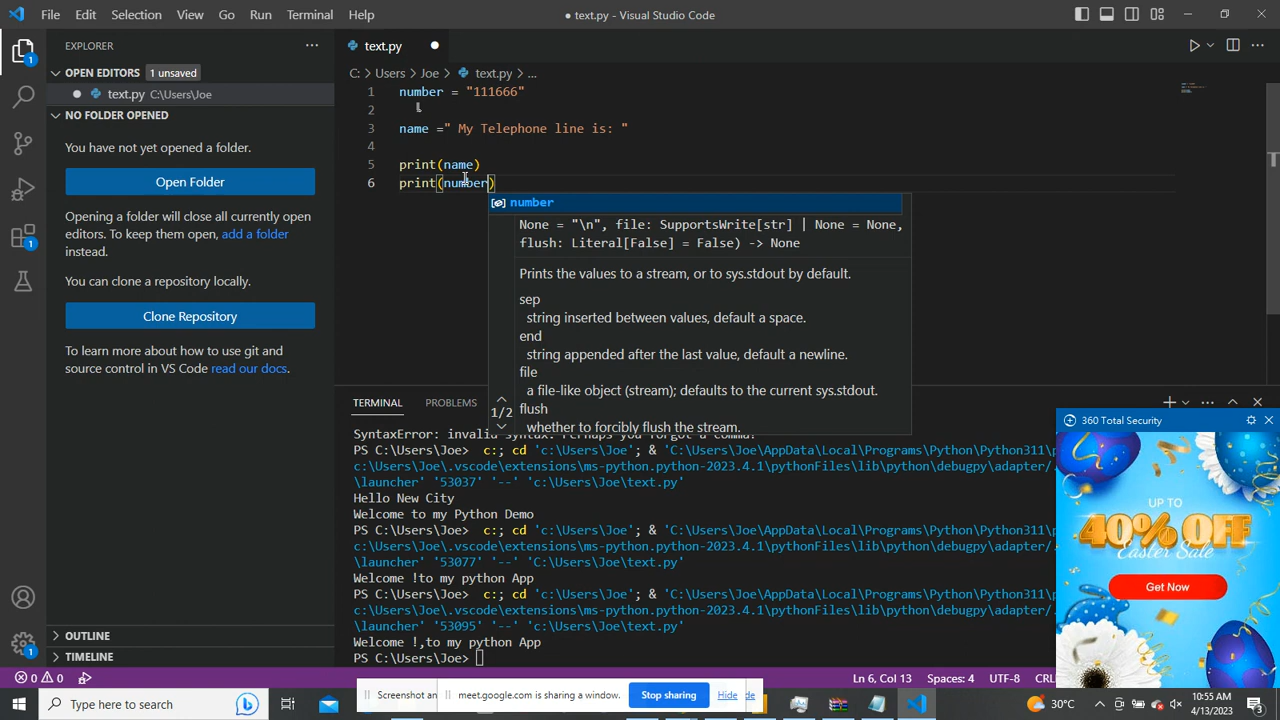 File Edit Selection View Go Run Terminal Help
● text.py - Visual Studio Code
EXPLORER
OPEN EDITORS 1 unsaved
text.py C:\Users\Joe
NO FOLDER OPENED
You have not yet opened a folder.
Open Folder
Opening a folder will close all currently
open editors. To keep them open, add a folder
instead.
You can clone a repository locally.
Clone Repository
To learn more about how to use git and
source control in VS Code read our docs.
OUTLINE
TIMELINE
1
1
1
text.py
C: > Users > Joe > text.py > ...
1 number = "111666"
2
3 name =" My Telephone line is: "
4
5 print(name)
6 print(number)
number
None = "\n", file: SupportsWrite[str] | None = None,
flush: Literal[False] = False) -> None
Prints the values to a stream, or to sys.stdout by default.
sep
string inserted between values, default a space.
end
string appended after the last value, default a newline.
file
a file-like object (stream); defaults to the current sys.stdout.
1/2
flush
whether to forcibly flush the stream.
TERMINAL PROBLEMS
SyntaxError: invalid syntax. Perhaps you forgot a comma?
PS C:\Users\Joe> c:; cd 'c:\Users\Joe'; & 'C:\Users\Joe\AppData\Local\Programs\Python\Python311\p
c:\Users\Joe\.vscode\extensions\ms-python.python-2023.4.1\pythonFiles\lib\python\debugpy\adapter/.
\launcher' '53037' '--' 'c:\Users\Joe\text.py'
Hello New City
Welcome to my Python Demo
PS C:\Users\Joe> c:; cd 'c:\Users\Joe'; & 'C:\Users\Joe\AppData\Local\Programs\Python\Python311
c:\Users\Joe\.vscode\extensions\ms-python.python-2023.4.1\pythonFiles\lib\python\debugpy\adapter/.
\launcher' '53077' '--' 'C:\Users\Joe\text.py'
Welcome !to my python App
PS C:\Users\Joe> c:; cd 'c:\Users\Joe'; & 'C:\Users\Joe\AppData\Local\Programs\Python\Python311
c:\Users\Joe\.vscode\extensions\ms-python.python-2023.4.1\pythonFiles\lib\python\debugpy\adapter/.
\launcher' '53095' '--' 'c:\Users\Joe\text.py'
Welcome !,to my python App
PS C:\Users\Joe>
360 Total Security
UP TO
40% OFF
Easter Sale
Get Now
0 0 Ln 6, Col 13 Spaces: 4 UTF-8
Type here to search
Screenshot an
meet.google.com is sharing a window. Stop sharing Hide de
30°C
10:55 AM
4/13/2023
3